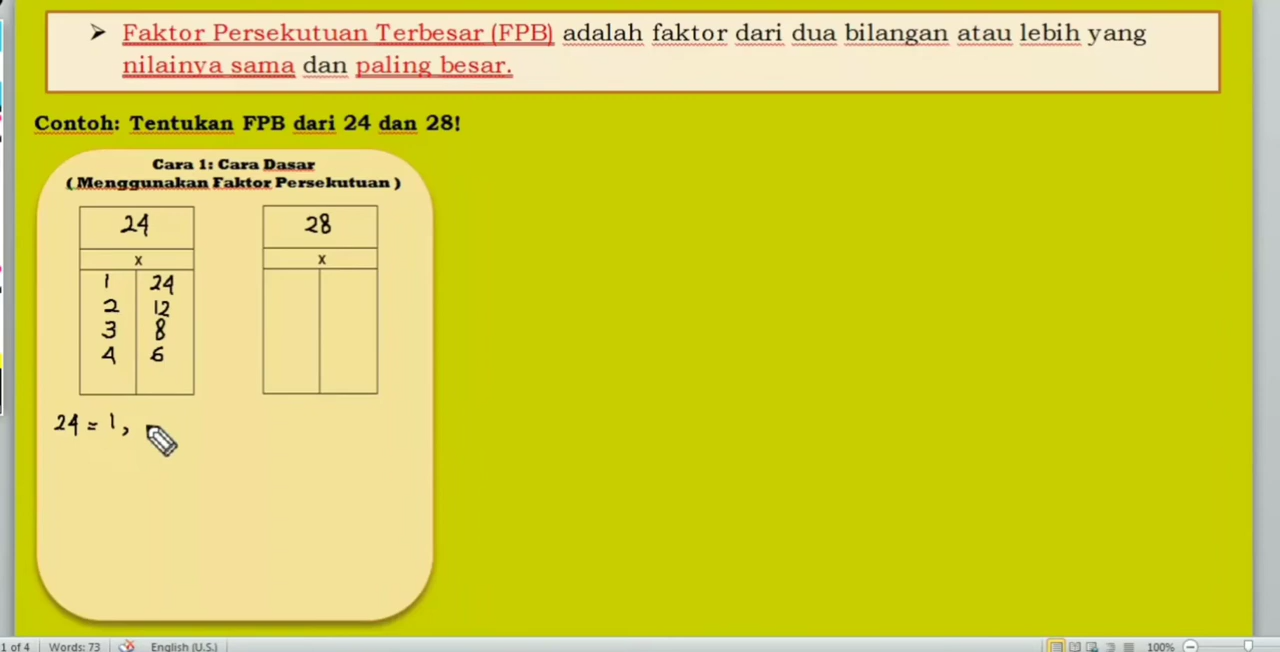 ➤ Faktor Persekutuan Terbesar (FPB) adalah faktor dari dua bilangan atau lebih yang
nilainya sama dan paling besar.
Contoh: Tentukan FPB dari 24 dan 28!
Cara 1: Cara Dasar
( Menggunakan Faktor Persekutuan )
24
x
1 24
2 12
3 8
4 6
28
x
24 = 1,
1 of 4 Words: 73 English (U.S.) 100%